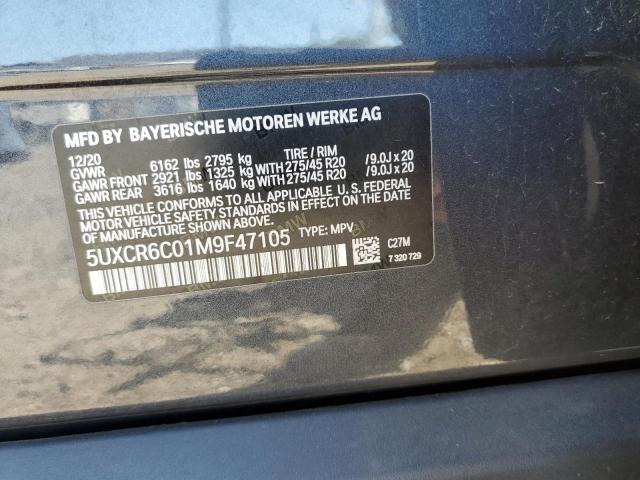 MFD BY BAYERISCHE MOTOREN WERKE AG
12/20
GVWR 6162 lbs 2795 kg TIRE / RIM
GAWR FRONT 2921 lbs 1325 kg WITH 275/45 R20 /9.0J x 20
GAWR REAR 3616 lbs 1640 kg WITH 275/45 R20 /9.0J x 20
THIS VEHICLE CONFORMS TO ALL APPLICABLE U.S. FEDERAL
MOTOR VEHICLE SAFETY STANDARDS IN EFFECT ON THE
DATE OF MANUFACTURE SHOWN ABOVE.
5UXCR6C01M9F47105 TYPE: MPV
C27M
7 320 729